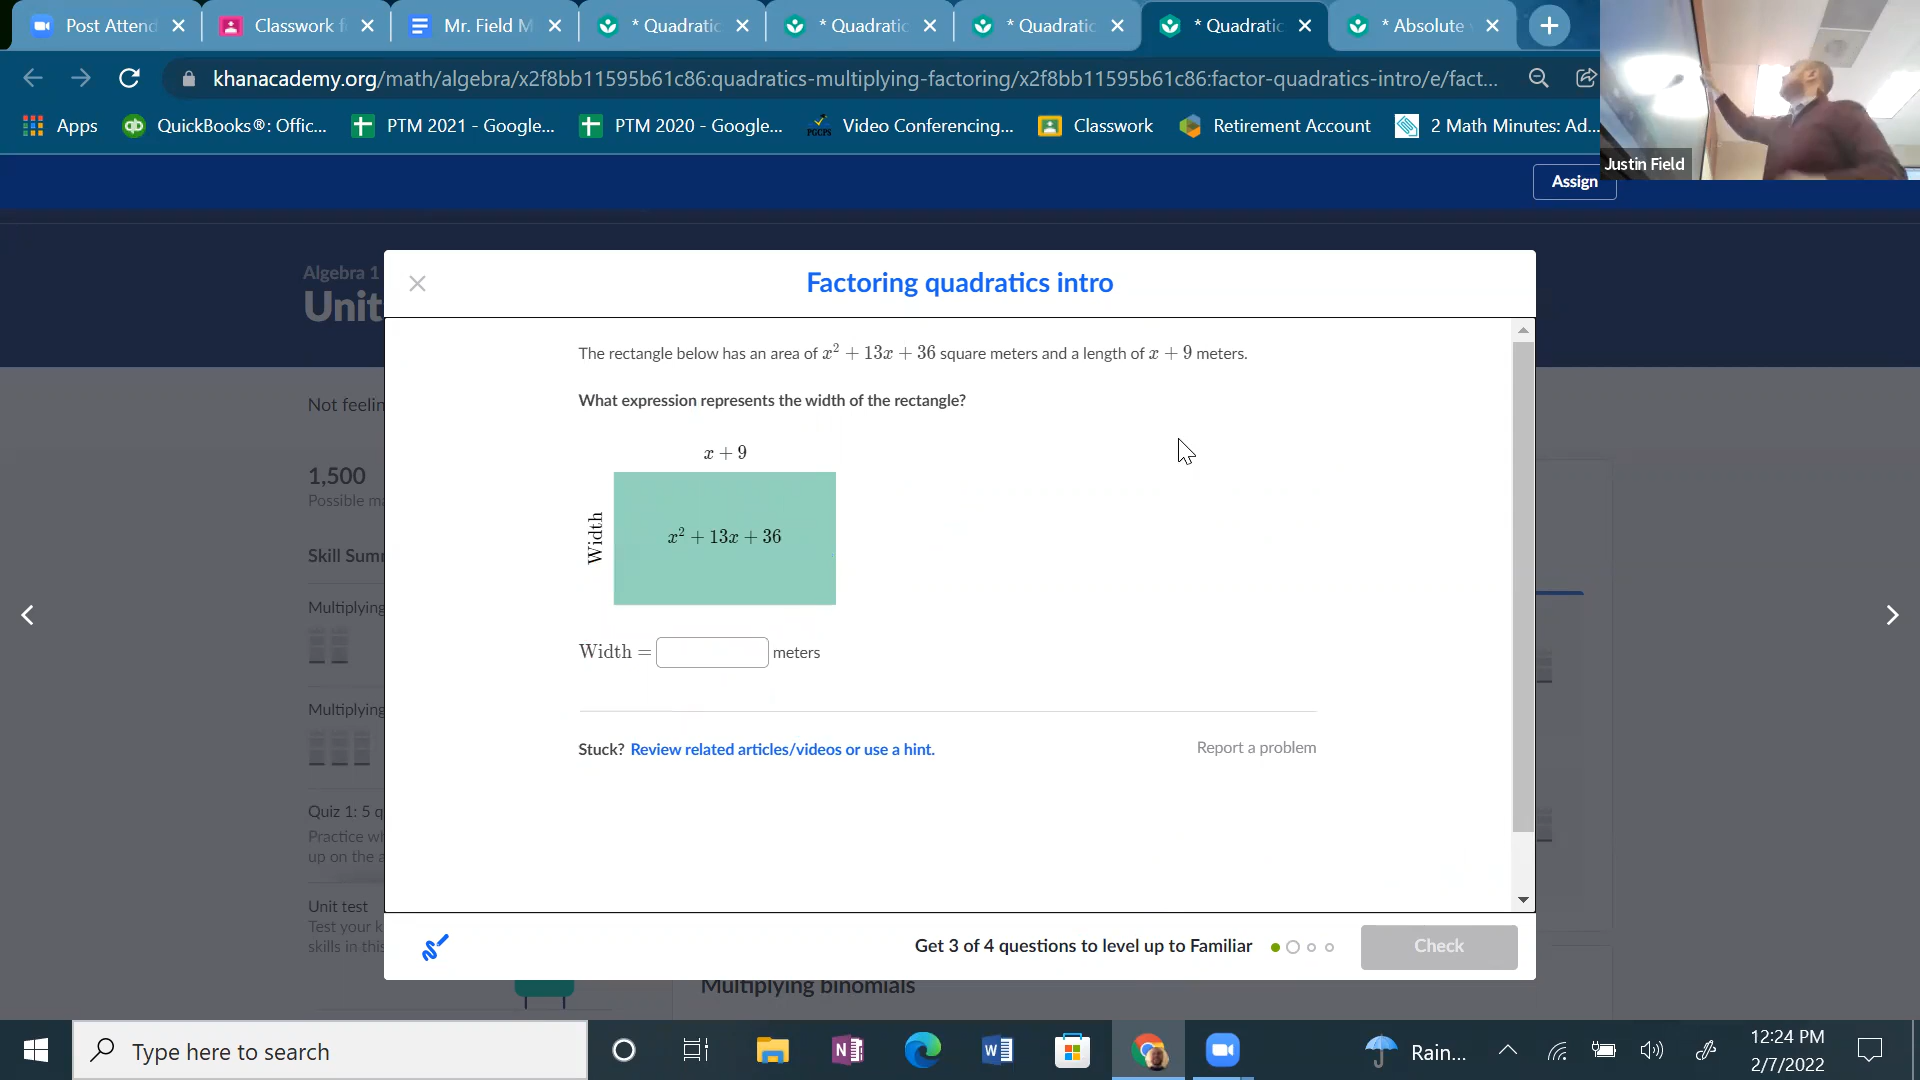 Post Attend
Classwork f
Mr. Field M
* Quadratic
* Quadratic
* Quadratic
* Quadratic
* Absolute
khanacademy.org/math/algebra/x2f8bb11595b61c86:quadratics-multiplying-factoring/x2f8bb11595b61c86:factor-quadratics-intro/e/fact...
Apps
QuickBooks®: Offic...
PTM 2021 - Google...
PTM 2020 - Google...
PGCPS
Video Conferencing...
Classwork
Retirement Account
2 Math Minutes: Ad...
Justin Field
Assign
Algebra 1
Unit
Factoring quadratics intro
The rectangle below has an area of x² + 13x + 36 square meters and a length of x + 9 meters.
What expression represents the width of the rectangle?
x + 9
Width
x² + 13x + 36
Width = meters
Stuck? Review related articles/videos or use a hint.
Report a problem
Get 3 of 4 questions to level up to Familiar
Check
Not feelin
1,500
Possible ma
Skill Summ
Multiplying
Multiplying
Quiz 1: 5 q
Practice wh
up on the a
Unit test
Test your k
skills in this
Multiplying binomials
Type here to search
Rain...
12:24 PM
2/7/2022